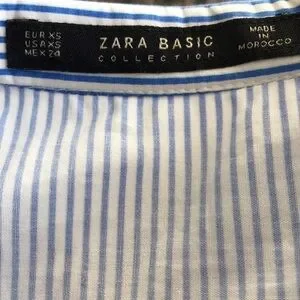 EUR XS
USA XS
MEX 24
ZARA BASIC
COLLECTION
MADE
IN
MOROCCO